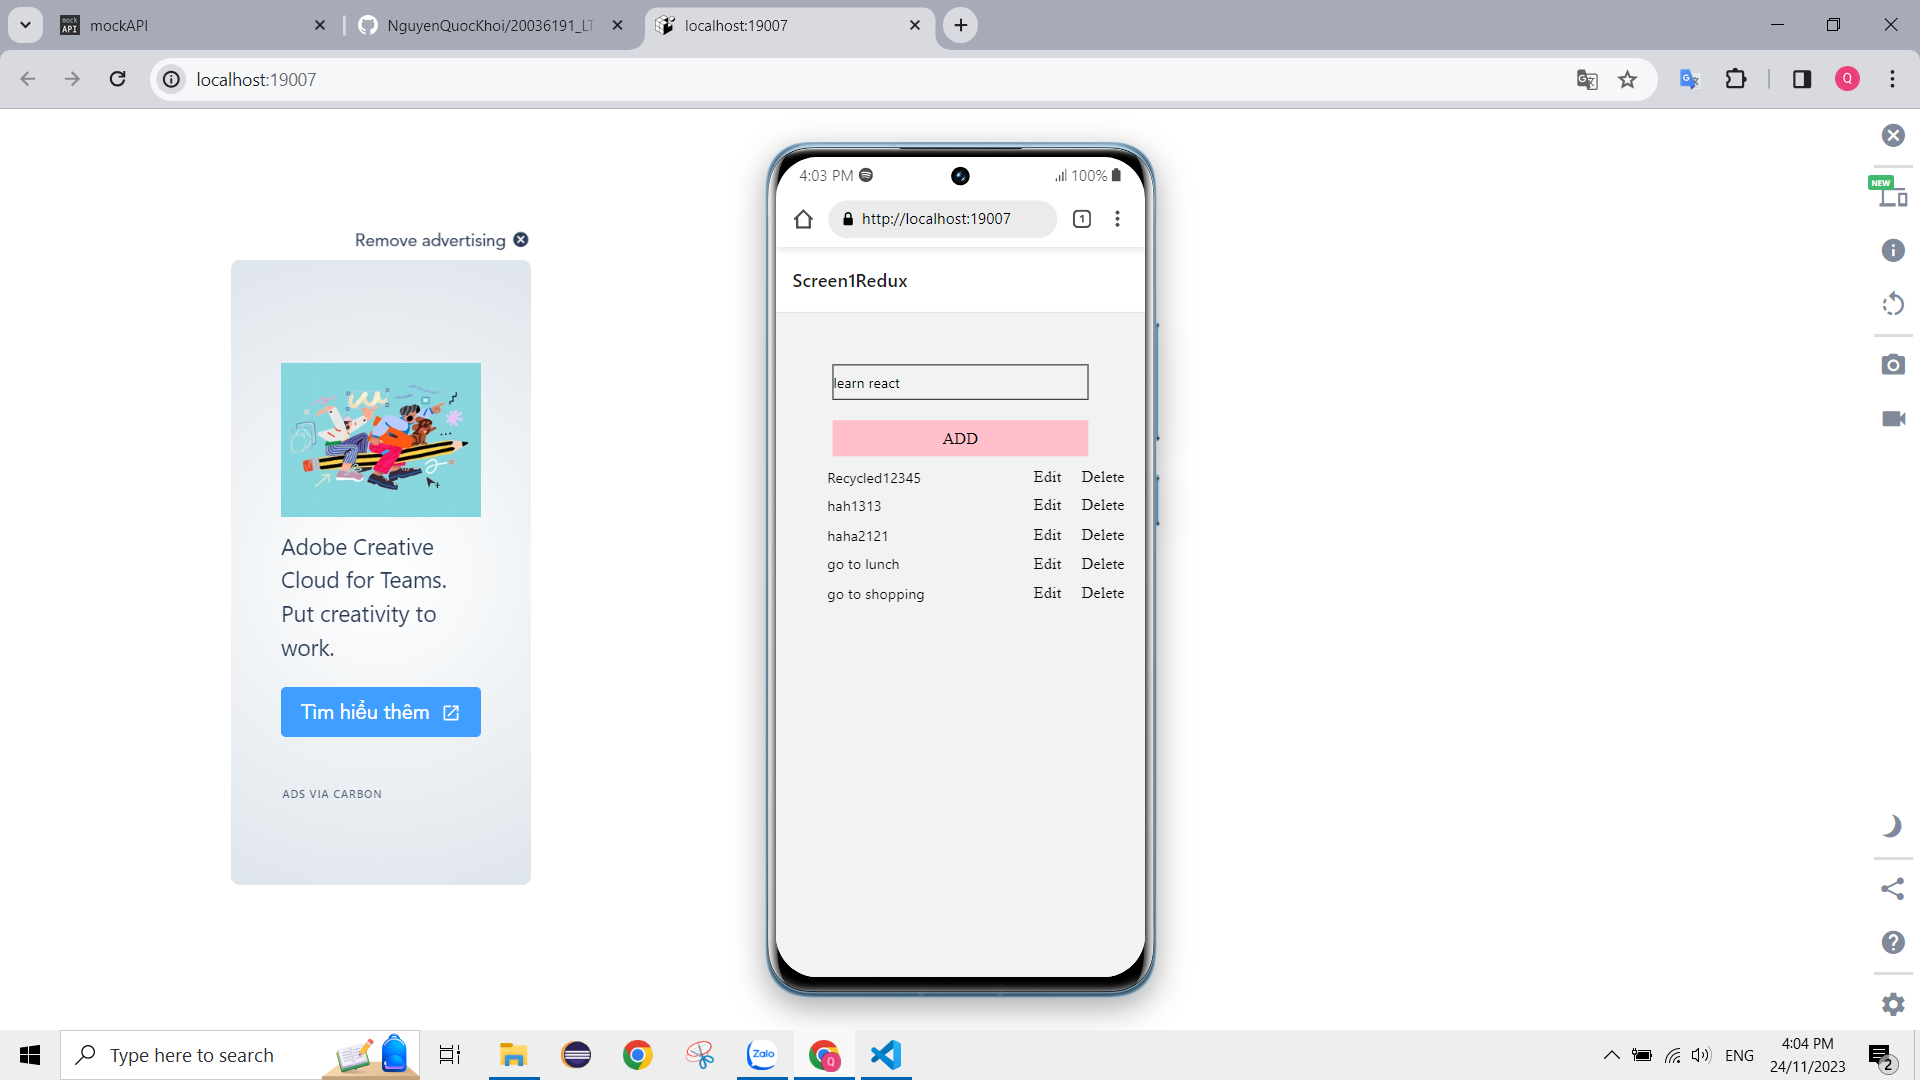 mock
API
mockAPI
NguyenQuocKhoi/20036191_LT
localhost:19007
localhost:19007
Q
NEW
Remove advertising
Adobe Creative
Cloud for Teams.
Put creativity to
work.
Tìm hiểu thêm
ADS VIA CARBON
4:03 PM
100%
http://localhost:19007
1
Screen1Redux
learn react
ADD
Recycled12345 Edit Delete
hah1313 Edit Delete
haha2121 Edit Delete
go to lunch Edit Delete
go to shopping Edit Delete
Type here to search
Zalo
Q
ENG
4:04 PM
24/11/2023
2